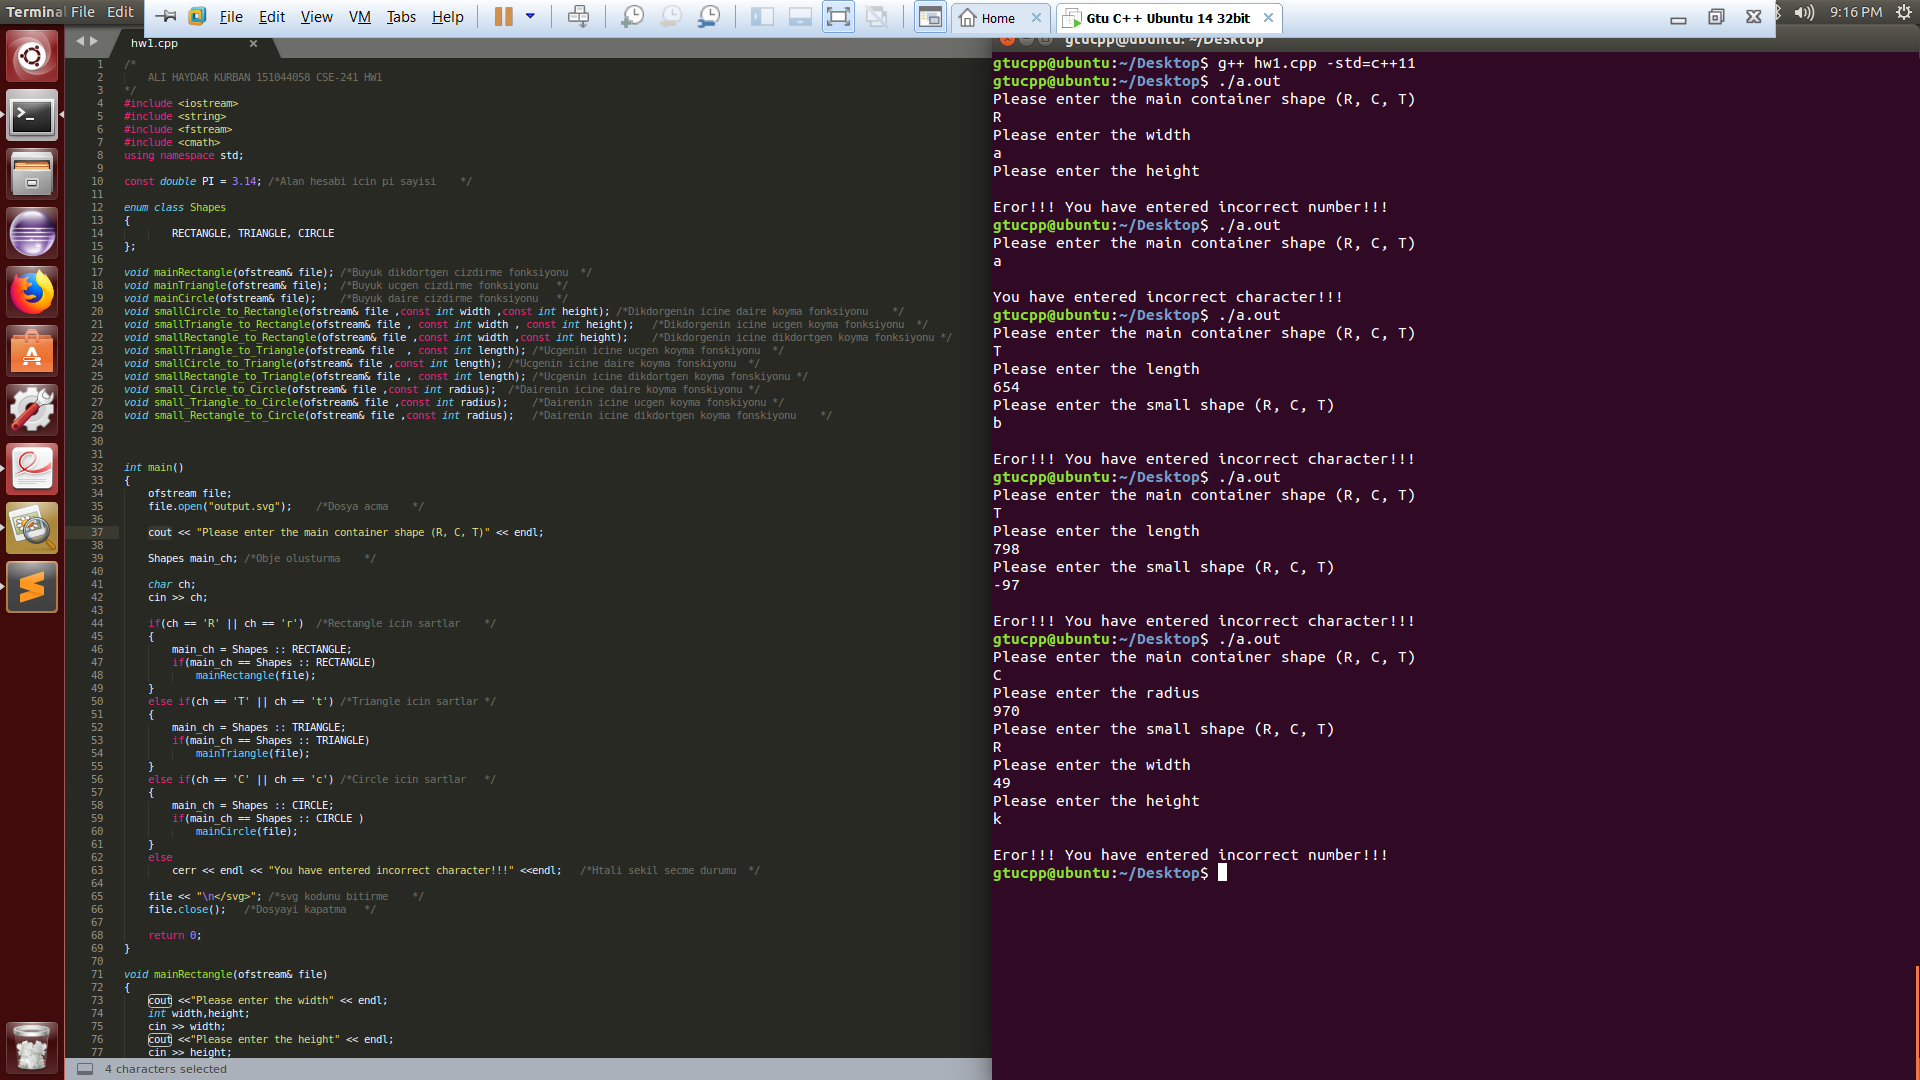 Terminal File Edit
File Edit View VM Tabs Help
Home
Gtu C++ Ubuntu 14 32bit
9:16 PM
hw1.cpp
gtucpp@ubuntu: ~/Desktop
1 /*
2 ALI HAYDAR KURBAN 151044058 CSE-241 HW1
3 */
4 #include <iostream>
5 #include <string>
6 #include <fstream>
7 #include <cmath>
8 using namespace std;
9
10 const double PI = 3.14; /*Alan hesabi icin pi sayisi */
11
12 enum class Shapes
13 {
14 RECTANGLE, TRIANGLE, CIRCLE
15 };
16
17 void mainRectangle(ofstream& file); /*Buyuk dikdortgen cizdirme fonksiyonu */
18 void mainTriangle(ofstream& file); /*Buyuk ucgen cizdirme fonksiyonu */
19 void mainCircle(ofstream& file); /*Buyuk daire cizdirme fonksiyonu */
20 void smallCircle_to_Rectangle(ofstream& file ,const int width ,const int height); /*Dikdorgenin icine daire koyma fonksiyonu */
21 void smallTriangle_to_Rectangle(ofstream& file , const int width , const int height); /*Dikdorgenin icine ucgen koyma fonksiyonu */
22 void smallRectangle_to_Rectangle(ofstream& file ,const int width ,const int height); /*Dikdorgenin icine dikdortgen koyma fonksiyonu */
23 void smallTriangle_to_Triangle(ofstream& file , const int length); /*Ucgenin icine ucgen koyma fonskiyonu */
24 void smallCircle_to_Triangle(ofstream& file ,const int length); /*Ucgenin icine daire koyma fonskiyonu */
25 void smallRectangle_to_Triangle(ofstream& file , const int length); /*Ucgenin icine dikdortgen koyma fonskiyonu */
26 void small_Circle_to_Circle(ofstream& file ,const int radius); /*Dairenin icine daire koyma fonskiyonu */
27 void small_Triangle_to_Circle(ofstream& file ,const int radius); /*Dairenin icine ucgen koyma fonskiyonu */
28 void small_Rectangle_to_Circle(ofstream& file ,const int radius); /*Dairenin icine dikdortgen koyma fonskiyonu */
29
30
31
32 int main()
33 {
34 ofstream file;
35 file.open("output.svg"); /*Dosya acma */
36
37 cout << "Please enter the main container shape (R, C, T)" << endl;
38
39 Shapes main_ch; /*Obje olusturma */
40
41 char ch;
42 cin >> ch;
43
44 if(ch == 'R' || ch == 'r') /*Rectangle icin sartlar */
45 {
46 main_ch = Shapes :: RECTANGLE;
47 if(main_ch == Shapes :: RECTANGLE)
48 mainRectangle(file);
49 }
50 else if(ch == 'T' || ch == 't') /*Triangle icin sartlar */
51 {
52 main_ch = Shapes :: TRIANGLE;
53 if(main_ch == Shapes :: TRIANGLE)
54 mainTriangle(file);
55 }
56 else if(ch == 'C' || ch == 'c') /*Circle icin sartlar */
57 {
58 main_ch = Shapes :: CIRCLE;
59 if(main_ch == Shapes :: CIRCLE )
60 mainCircle(file);
61 }
62 else
63 cerr << endl << "You have entered incorrect character!!!" <<endl; /*Htali sekil secme durumu */
64
65 file << "\n</svg>"; /*svg kodunu bitirme */
66 file.close(); /*Dosyayi kapatma */
67
68 return 0;
69 }
70
71 void mainRectangle(ofstream& file)
72 {
73 cout <<"Please enter the width" << endl;
74 int width,height;
75 cin >> width;
76 cout <<"Please enter the height" << endl;
77 cin >> height;
4 characters selected
gtucpp@ubuntu:~/Desktop$ g++ hw1.cpp -std=c++11
gtucpp@ubuntu:~/Desktop$ ./a.out
Please enter the main container shape (R, C, T)
R
Please enter the width
a
Please enter the height
Eror!!! You have entered incorrect number!!!
gtucpp@ubuntu:~/Desktop$ ./a.out
Please enter the main container shape (R, C, T)
a
You have entered incorrect character!!!
gtucpp@ubuntu:~/Desktop$ ./a.out
Please enter the main container shape (R, C, T)
T
Please enter the length
654
Please enter the small shape (R, C, T)
b
Eror!!! You have entered incorrect character!!!
gtucpp@ubuntu:~/Desktop$ ./a.out
Please enter the main container shape (R, C, T)
T
Please enter the length
798
Please enter the small shape (R, C, T)
-97
Eror!!! You have entered incorrect character!!!
gtucpp@ubuntu:~/Desktop$ ./a.out
Please enter the main container shape (R, C, T)
C
Please enter the radius
970
Please enter the small shape (R, C, T)
R
Please enter the width
49
Please enter the height
k
Eror!!! You have entered incorrect number!!!
gtucpp@ubuntu:~/Desktop$